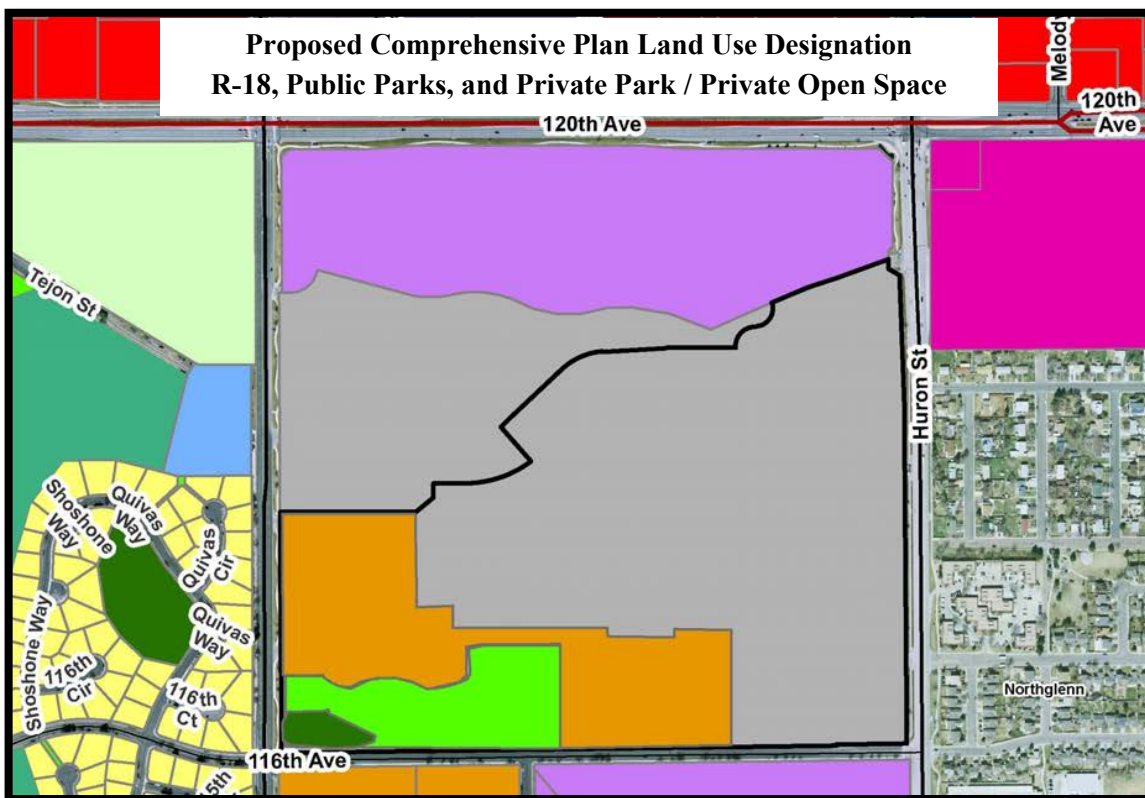 Proposed Comprehensive Plan Land Use Designation
R-18, Public Parks, and Private Park / Private Open Space
Melody
120th Ave
120th
Ave
Tejon St
Huron St
Shoshone
Way
Quivas
Way
Quivas
Cir
Quivas
Way
Shoshone Way
116th
Cir
116th
Ct
Northglenn
116th Ave
15th